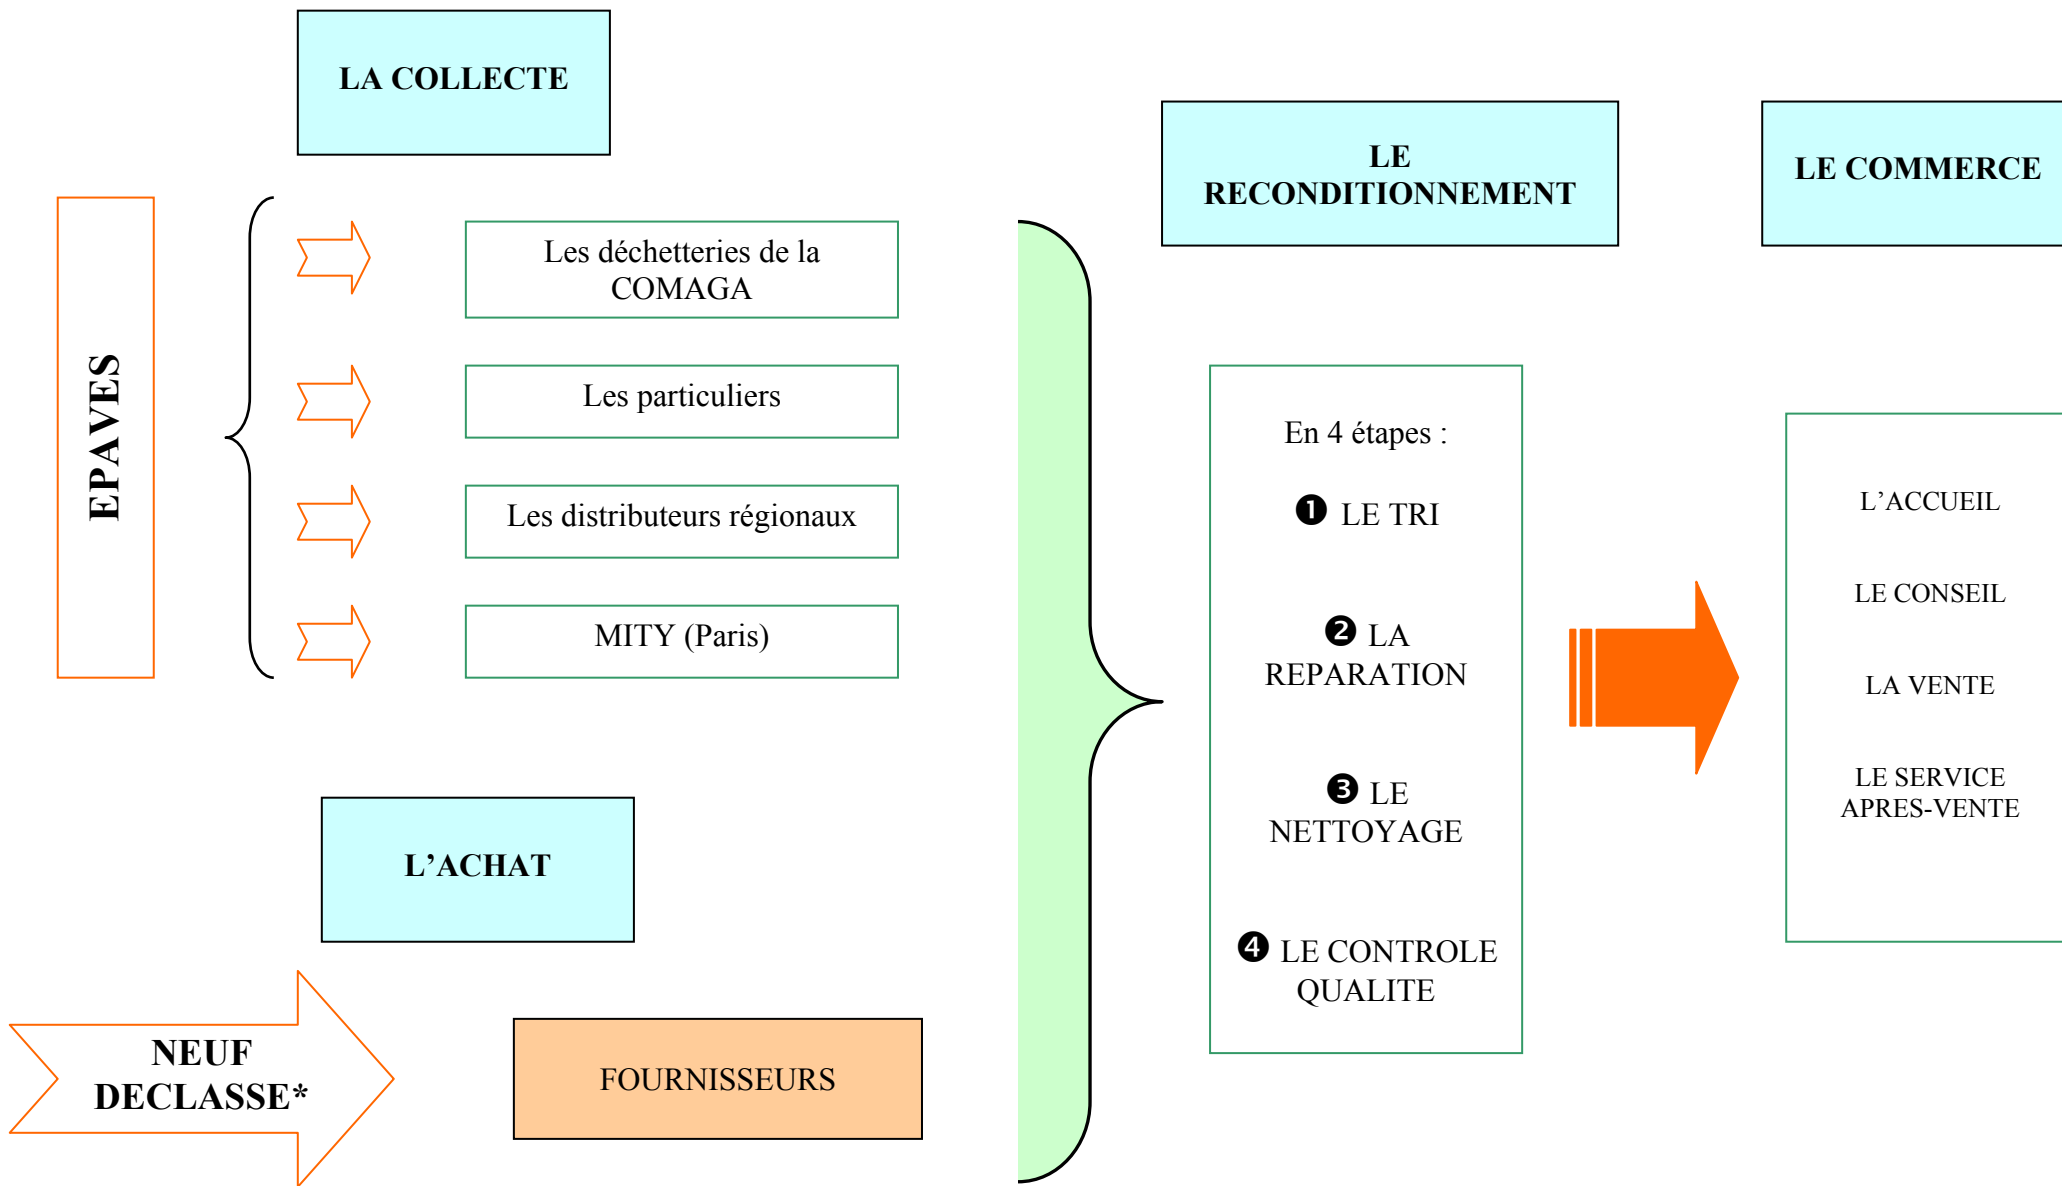 LA COLLECTE
EPAVES
Les déchetteries de la
COMAGA
Les particuliers
Les distributeurs régionaux
MITY (Paris)
L’ACHAT
NEUF
DECLASSE*
FOURNISSEURS
LE
RECONDITIONNEMENT
En 4 étapes :
❶ LE TRI
❷ LA
REPARATION
❸ LE
NETTOYAGE
❹ LE CONTROLE
QUALITE
LE COMMERCE
L’ACCUEIL
LE CONSEIL
LA VENTE
LE SERVICE
APRES-VENTE